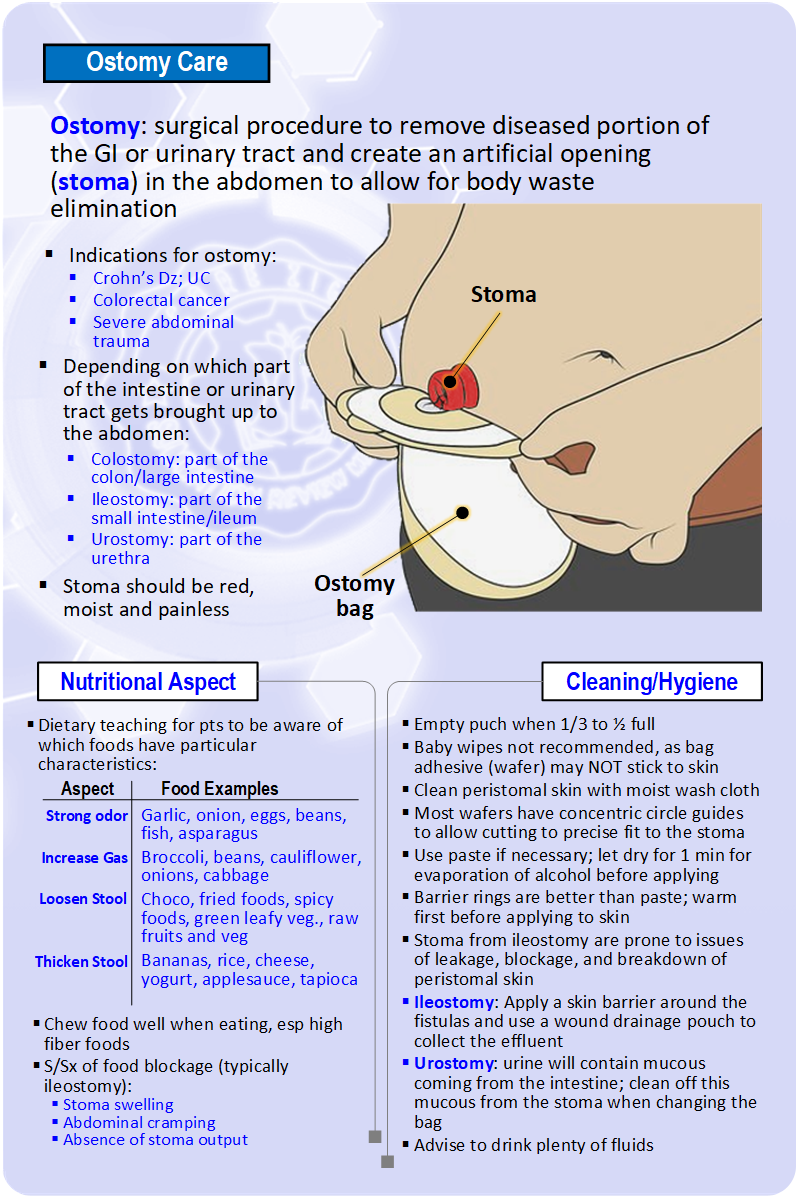 Ostomy Care
Ostomy: surgical procedure to remove diseased portion of
the GI or urinary tract and create an artificial opening
(stoma) in the abdomen to allow for body waste
elimination
▪ Indications for ostomy:
▪ Crohn’s Dz; UC
▪ Colorectal cancer
▪ Severe abdominal
trauma
▪ Depending on which part
of the intestine or urinary
tract gets brought up to
the abdomen:
▪ Colostomy: part of the
colon/large intestine
▪ Ileostomy: part of the
small intestine/ileum
▪ Urostomy: part of the
urethra
▪ Stoma should be red,
moist and painless
Stoma
Ostomy
bag
Nutritional Aspect
▪ Dietary teaching for pts to be aware of
which foods have particular
characteristics:
Aspect Food Examples
Strong odor Garlic, onion, eggs, beans,
fish, asparagus
Increase Gas Broccoli, beans, cauliflower,
onions, cabbage
Loosen Stool Choco, fried foods, spicy
foods, green leafy veg., raw
fruits and veg
Thicken Stool Bananas, rice, cheese,
yogurt, applesauce, tapioca
▪ Chew food well when eating, esp high
fiber foods
▪ S/Sx of food blockage (typically
ileostomy):
▪ Stoma swelling
▪ Abdominal cramping
▪ Absence of stoma output
Cleaning/Hygiene
▪ Empty puch when 1/3 to ½ full
▪ Baby wipes not recommended, as bag
adhesive (wafer) may NOT stick to skin
▪ Clean peristomal skin with moist wash cloth
▪ Most wafers have concentric circle guides
to allow cutting to precise fit to the stoma
▪ Use paste if necessary; let dry for 1 min for
evaporation of alcohol before applying
▪ Barrier rings are better than paste; warm
first before applying to skin
▪ Stoma from ileostomy are prone to issues
of leakage, blockage, and breakdown of
peristomal skin
▪ Ileostomy: Apply a skin barrier around the
fistulas and use a wound drainage pouch to
collect the effluent
▪ Urostomy: urine will contain mucous
coming from the intestine; clean off this
mucous from the stoma when changing the
bag
▪ Advise to drink plenty of fluids
REVIEW